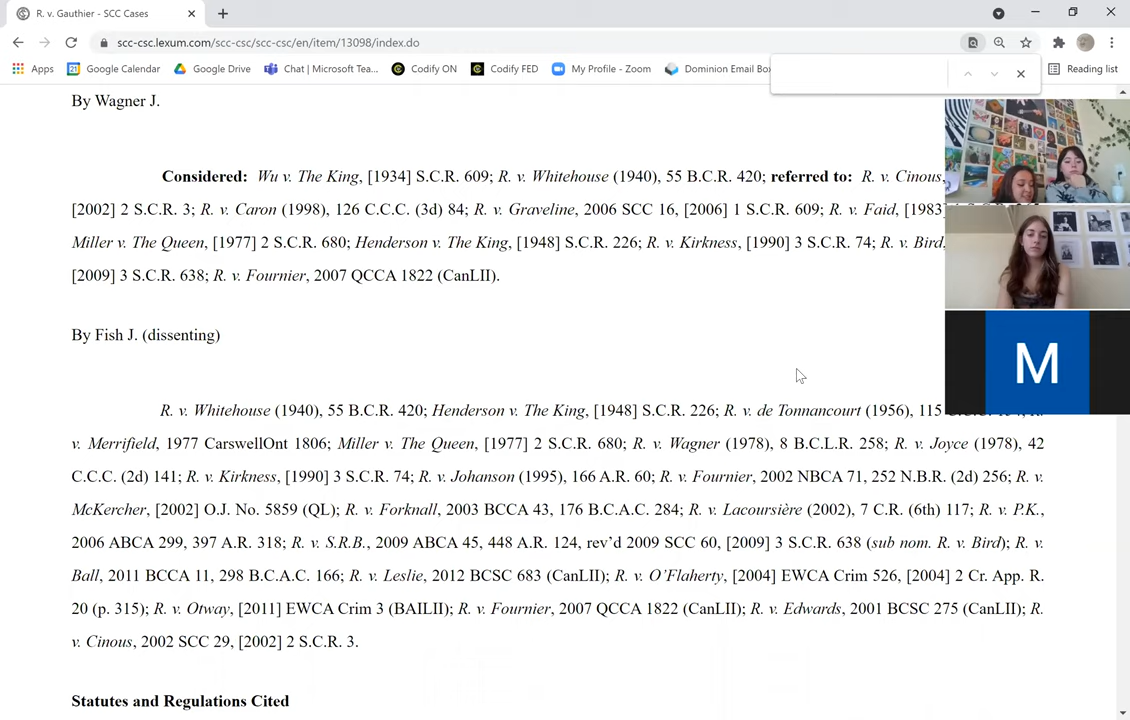 R. v. Gauthier - SCC Cases
scc-csc.lexum.com/scc-csc/scc-csc/en/item/13098/index.do
Apps Google Calendar Google Drive Chat | Microsoft Tea... Codify ON Codify FED My Profile - Zoom Dominion Email Box Reading list
By Wagner J.
Considered: Wu v. The King, [1934] S.C.R. 609; R. v. Whitehouse (1940), 55 B.C.R. 420; referred to: R. v. Cinous,
[2002] 2 S.C.R. 3; R. v. Caron (1998), 126 C.C.C. (3d) 84; R. v. Graveline, 2006 SCC 16, [2006] 1 S.C.R. 609; R. v. Faid, [1983]
Miller v. The Queen, [1977] 2 S.C.R. 680; Henderson v. The King, [1948] S.C.R. 226; R. v. Kirkness, [1990] 3 S.C.R. 74; R. v. Bird,
[2009] 3 S.C.R. 638; R. v. Fournier, 2007 QCCA 1822 (CanLII).
By Fish J. (dissenting)
R. v. Whitehouse (1940), 55 B.C.R. 420; Henderson v. The King, [1948] S.C.R. 226; R. v. de Tonnancourt (1956), 115
v. Merrifield, 1977 CarswellOnt 1806; Miller v. The Queen, [1977] 2 S.C.R. 680; R. v. Wagner (1978), 8 B.C.L.R. 258; R. v. Joyce (1978), 42
C.C.C. (2d) 141; R. v. Kirkness, [1990] 3 S.C.R. 74; R. v. Johanson (1995), 166 A.R. 60; R. v. Fournier, 2002 NBCA 71, 252 N.B.R. (2d) 256; R. v.
McKercher, [2002] O.J. No. 5859 (QL); R. v. Forknall, 2003 BCCA 43, 176 B.C.A.C. 284; R. v. Lacoursière (2002), 7 C.R. (6th) 117; R. v. P.K.,
2006 ABCA 299, 397 A.R. 318; R. v. S.R.B., 2009 ABCA 45, 448 A.R. 124, rev’d 2009 SCC 60, [2009] 3 S.C.R. 638 (sub nom. R. v. Bird); R. v.
Ball, 2011 BCCA 11, 298 B.C.A.C. 166; R. v. Leslie, 2012 BCSC 683 (CanLII); R. v. O’Flaherty, [2004] EWCA Crim 526, [2004] 2 Cr. App. R.
20 (p. 315); R. v. Otway, [2011] EWCA Crim 3 (BAILII); R. v. Fournier, 2007 QCCA 1822 (CanLII); R. v. Edwards, 2001 BCSC 275 (CanLII); R.
v. Cinous, 2002 SCC 29, [2002] 2 S.C.R. 3.
Statutes and Regulations Cited
M